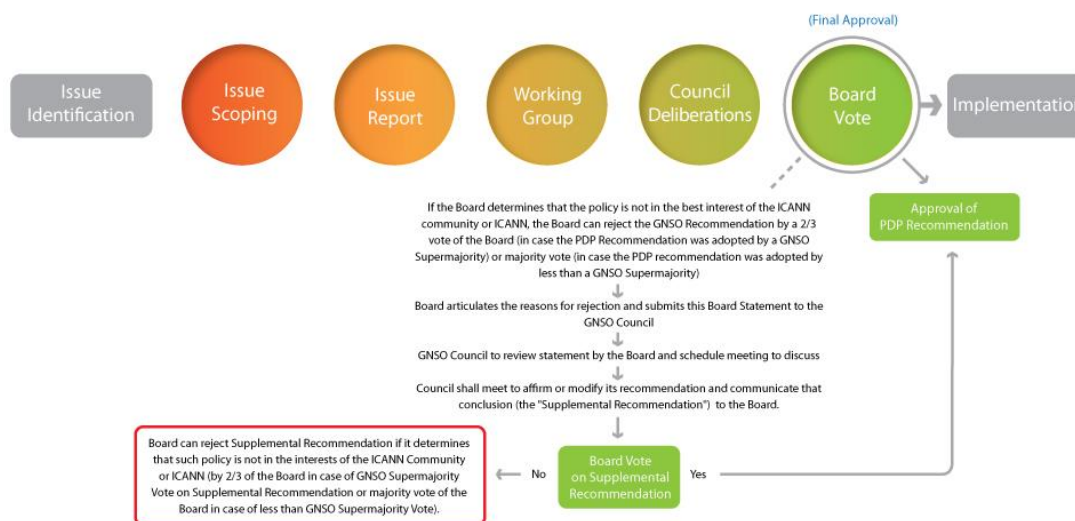 (Final Approval)
Issue
Identification
Issue
Scoping
Issue
Report
Working
Group
Council
Deliberations
Board
Vote
Implementation
If the Board determines that the policy is not in the best interest of the ICANN
community or ICANN, the Board can reject the GNSO Recommendation by a 2/3
vote of the Board (in case the PDP Recommendation was adopted by a GNSO
Supermajority) or majority vote (in case the PDP recommendation was adopted by
less than a GNSO Supermajority)
Approval of
PDP Recommendation
Board articulates the reasons for rejection and submits this Board Statement to the
GNSO Council
GNSO Council to review statement by the Board and schedule meeting to discuss
Council shall meet to affirm or modify its recommendation and communicate that
conclusion (the "Supplemental Recommendation") to the Board.
Board can reject Supplemental Recommendation if it determines
that such policy is not in the interests of the ICANN Community
or ICANN (by 2/3 of the Board in case of GNSO Supermajority
Vote on Supplemental Recommendation or majority vote of the
Board in case of less than GNSO Supermajority Vote).
No
Board Vote
on Supplemental
Recommendation
Yes